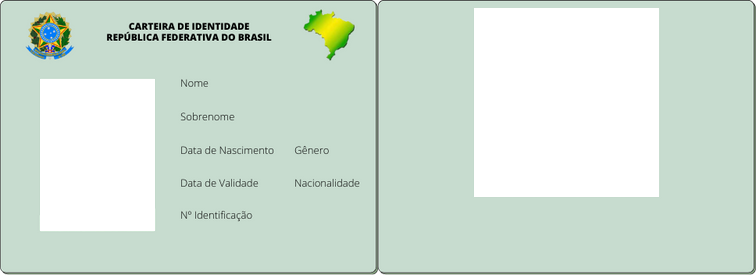 CARTEIRA DE IDENTIDADE
REPÚBLICA FEDERATIVA DO BRASIL
Nome
Sobrenome
Data de Nascimento Gênero
Data de Validade Nacionalidade
Nº Identificação